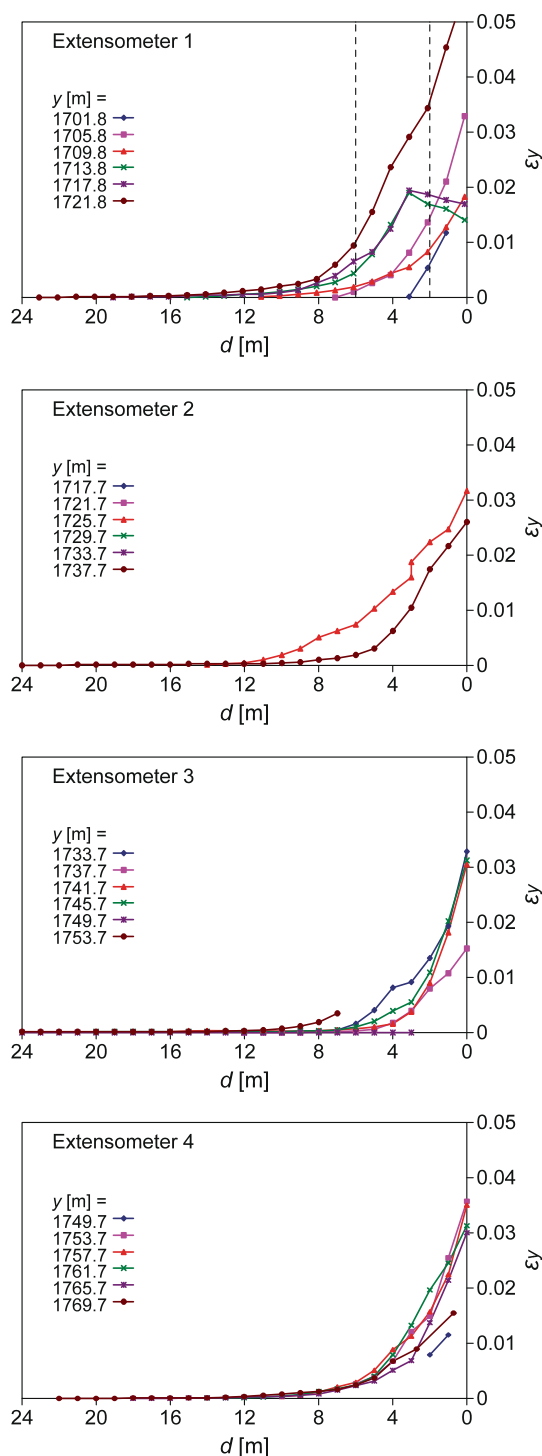 Extensometer 1
y [m] =
1701.8
1705.8
1709.8
1713.8
1717.8
1721.8
0.05
0.04
0.03
0.02
0.01
0
εy
24 20 16 12 8 4 0
d [m]
Extensometer 2
y [m] =
1717.7
1721.7
1725.7
1729.7
1733.7
1737.7
0.05
0.04
0.03
0.02
0.01
0
εy
24 20 16 12 8 4 0
d [m]
Extensometer 3
y [m] =
1733.7
1737.7
1741.7
1745.7
1749.7
1753.7
0.05
0.04
0.03
0.02
0.01
0
εy
24 20 16 12 8 4 0
d [m]
Extensometer 4
y [m] =
1749.7
1753.7
1757.7
1761.7
1765.7
1769.7
0.05
0.04
0.03
0.02
0.01
0
εy
24 20 16 12 8 4 0
d [m]